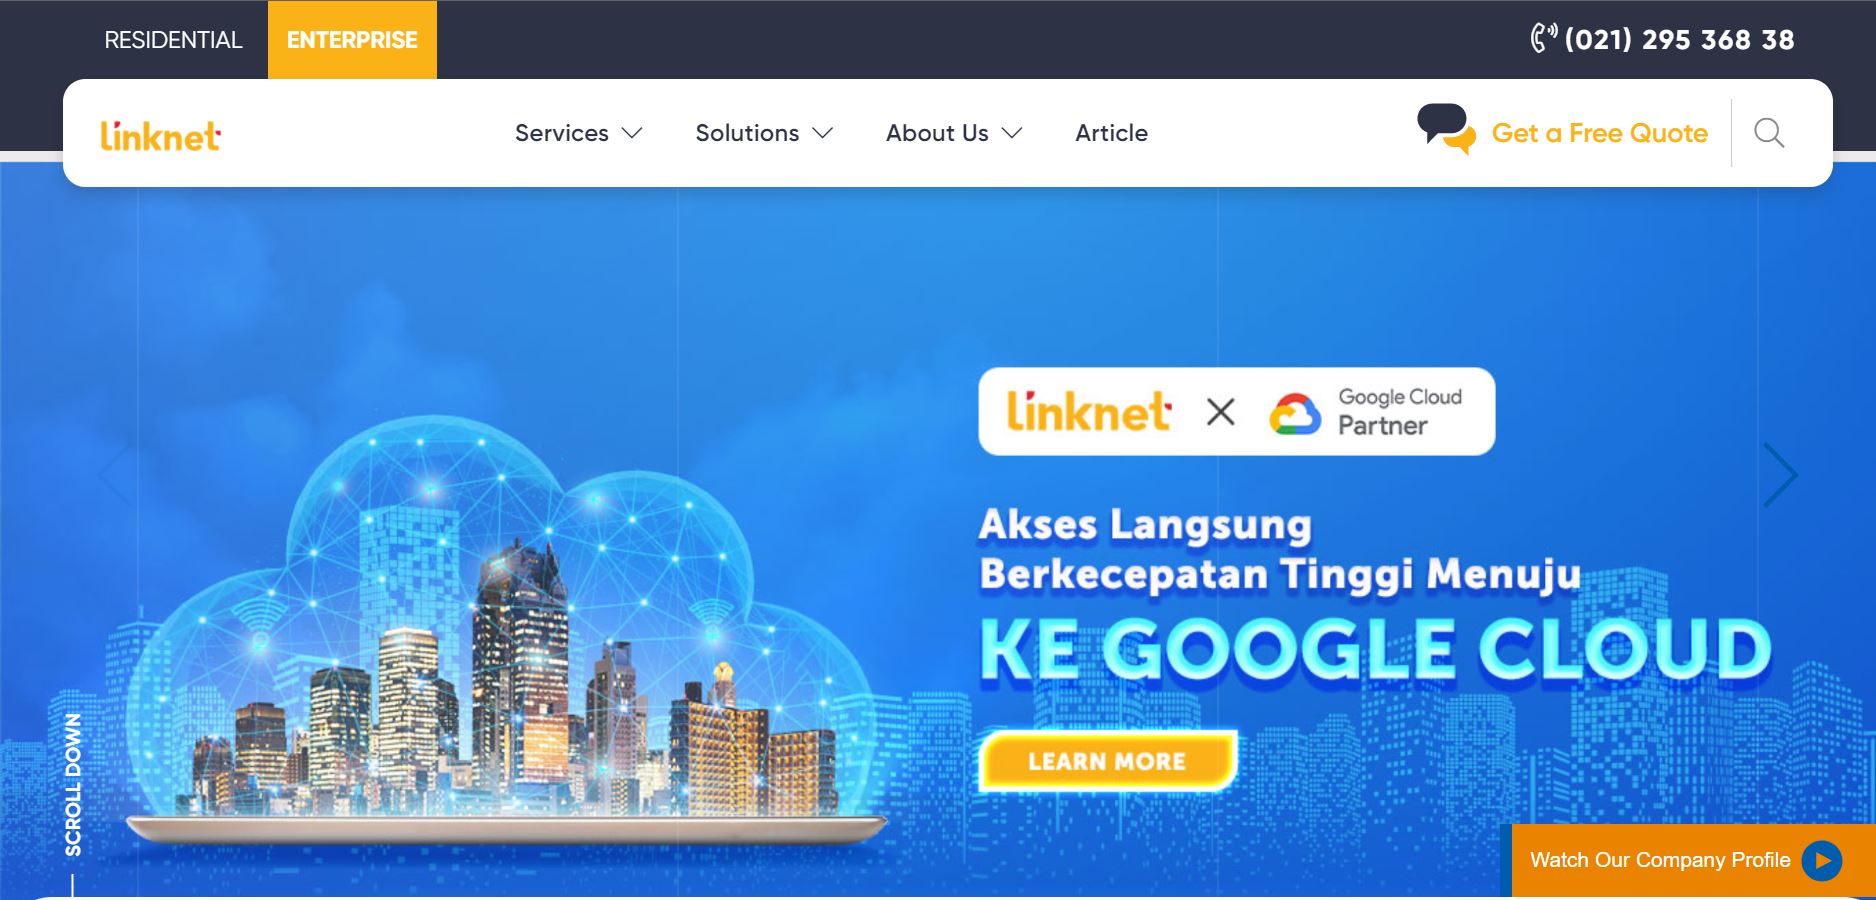 RESIDENTIAL
ENTERPRISE
(021) 295 368 38
linknet
Services
Solutions
About Us
Article
Get a Free Quote
linknet
Google Cloud
Partner
Akses Langsung
Berkecepatan Tinggi Menuju
KE GOOGLE CLOUD
LEARN MORE
SCROLL DOWN
Watch Our Company Profile